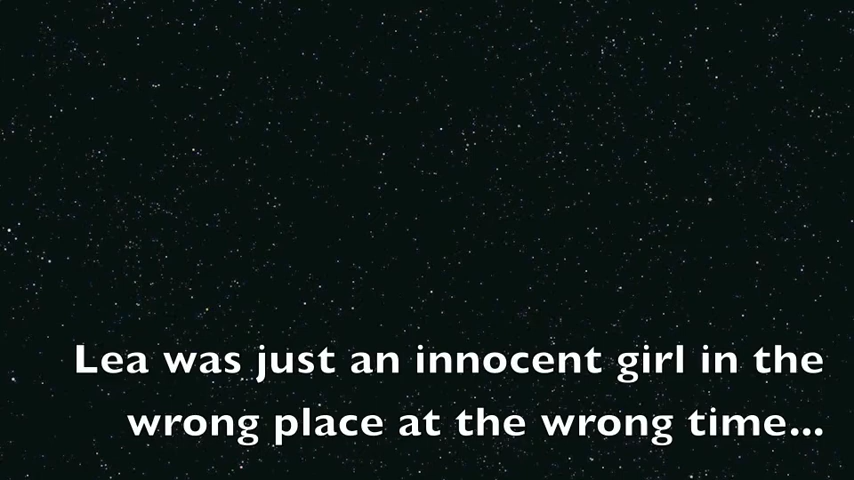 Lea was just an innocent girl in the
wrong place at the wrong time...